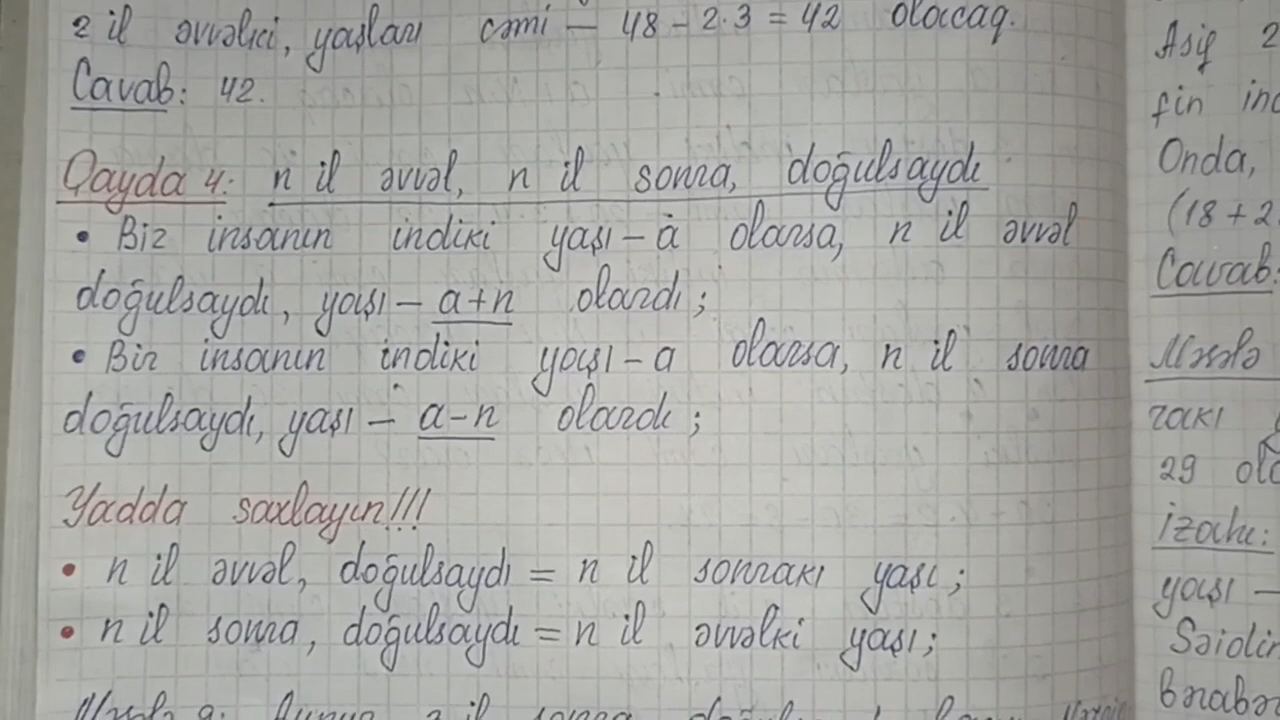 2 il əvvəlki, yaşları cəmi – 48 – 2·3 = 42 olacaq.
Cavab: 42.
Qayda 4: n il əvvəl, n il sonra, doğulsaydı
• Bir insanın indiki yaşı – a olarsa, n il əvvəl
doğulsaydı, yaşı – a+n olardı;
• Bir insanın indiki yaşı – a olarsa, n il sonra
doğulsaydı, yaşı – a–n olardı;
Yadda saxlayın!!!
• n il əvvəl, doğulsaydı = n il sonrakı yaşı;
• n il sonra, doğulsaydı = n il əvvəlki yaşı;
Asif 2
fin
Onda,
(18 + 2
Cavab:
Məsələ
rakı
29
İzahı:
yaşı –
Səidin
bərabər